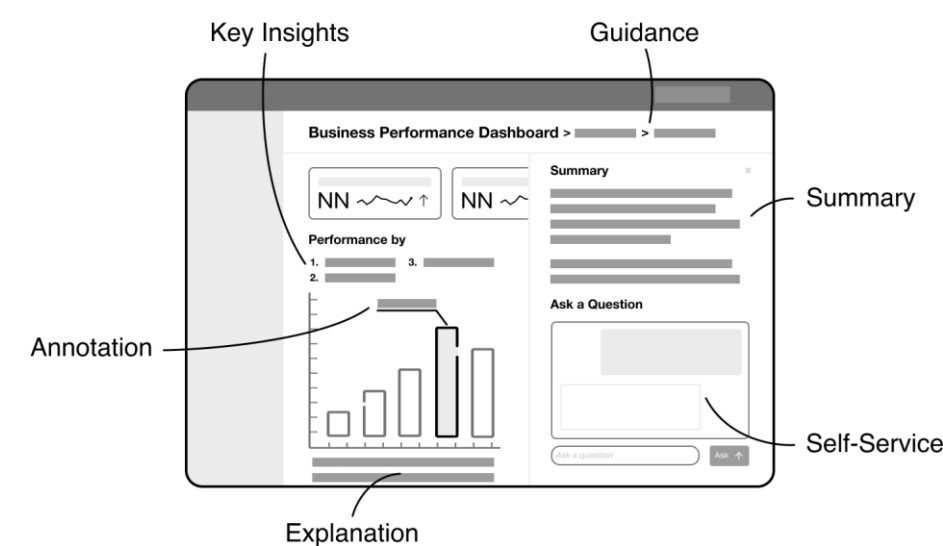 Key Insights
Guidance
Business Performance Dashboard > >
NN NN
Summary ×
Summary
Performance by
1. 3.
2.
Ask a Question
Annotation
Ask a question Ask ↑
Self-Service
Explanation